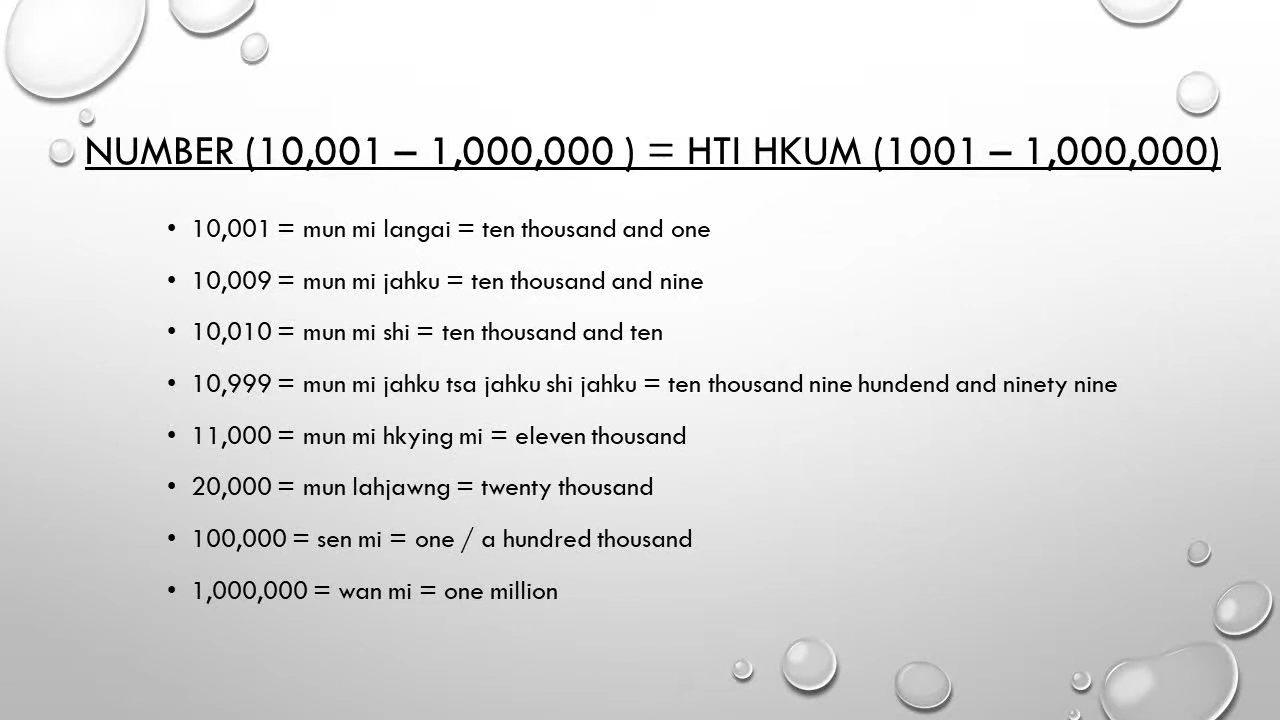 NUMBER (10,001 – 1,000,000 ) = HTI HKUM (1001 – 1,000,000)
• 10,001 = mun mi langai = ten thousand and one
• 10,009 = mun mi jahku = ten thousand and nine
• 10,010 = mun mi shi = ten thousand and ten
• 10,999 = mun mi jahku tsa jahku shi jahku = ten thousand nine hundend and ninety nine
• 11,000 = mun mi hkying mi = eleven thousand
• 20,000 = mun lahjawng = twenty thousand
• 100,000 = sen mi = one / a hundred thousand
• 1,000,000 = wan mi = one million